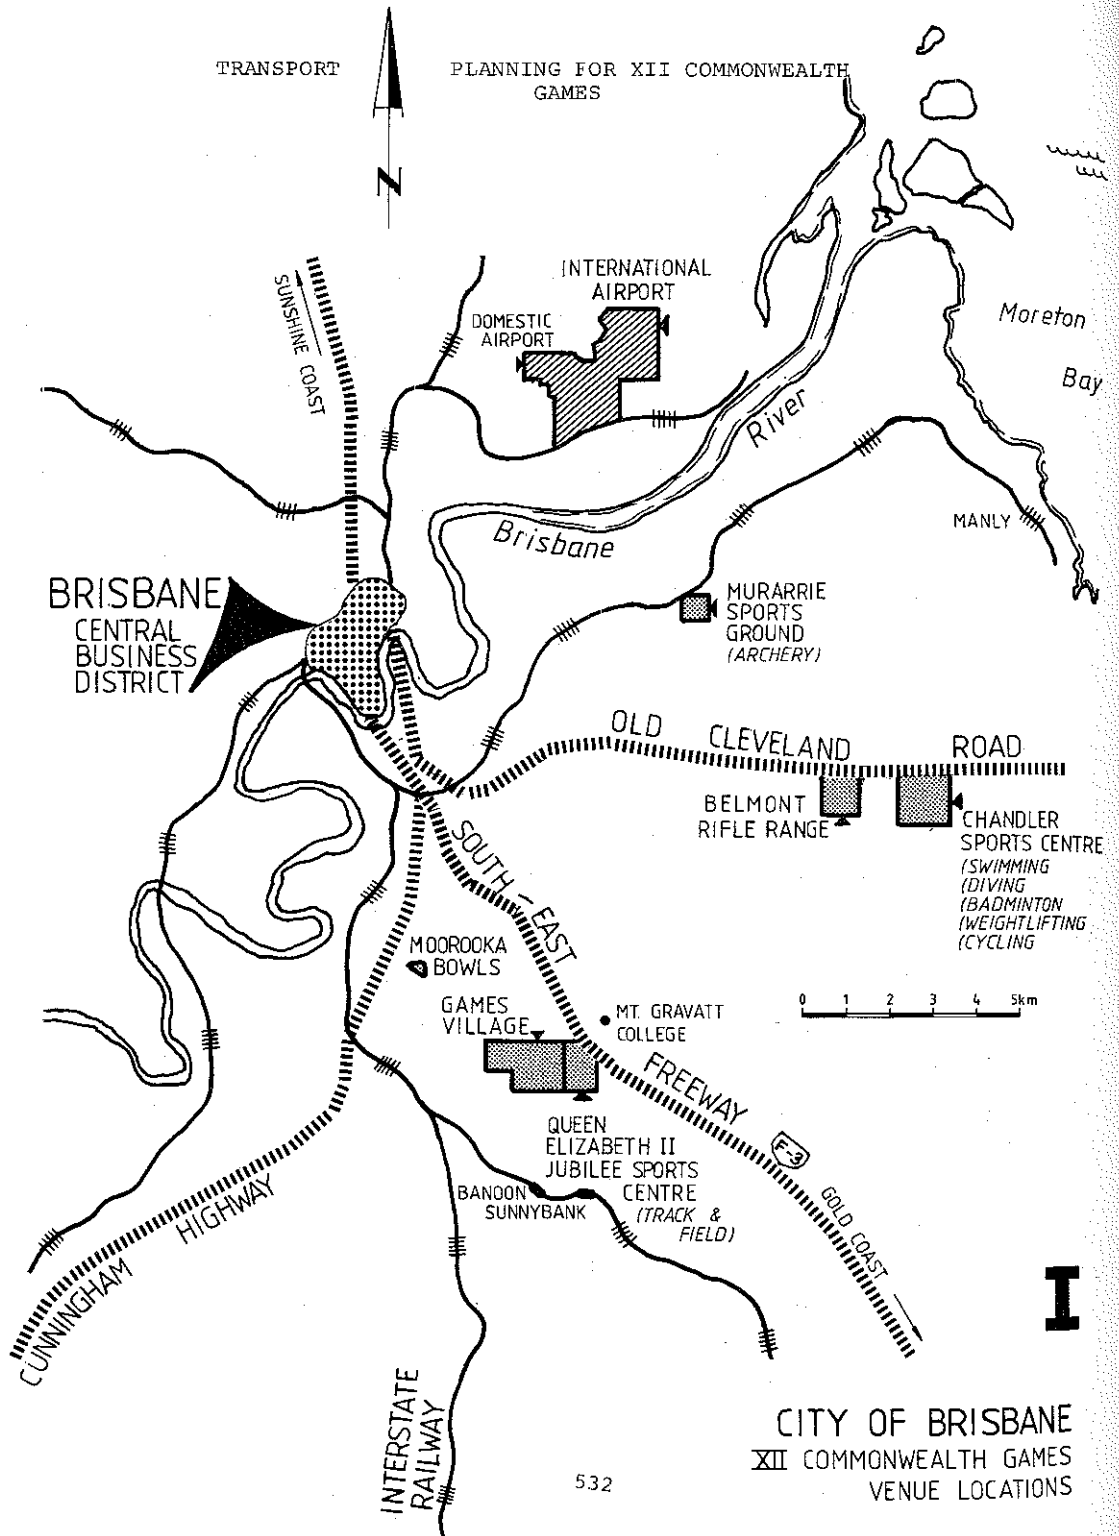 TRANSPORT PLANNING FOR XII COMMONWEALTH
GAMES
N
SUNSHINE COAST
INTERNATIONAL
AIRPORT
DOMESTIC
AIRPORT
Moreton
Bay
River
Brisbane
MANLY
BRISBANE
CENTRAL
BUSINESS
DISTRICT
MURARRIE
SPORTS
GROUND
(ARCHERY)
OLD CLEVELAND ROAD
BELMONT
RIFLE RANGE
CHANDLER
SPORTS CENTRE
(SWIMMING
(DIVING
(BADMINTON
(WEIGHTLIFTING
(CYCLING
SOUTH-EAST
FREEWAY
MOOROOKA
BOWLS
0 1 2 3 4 5km
GAMES
VILLAGE
MT. GRAVATT
COLLEGE
QUEEN
ELIZABETH II
JUBILEE SPORTS
CENTRE
(TRACK &
FIELD)
F-3
BANOON
SUNNYBANK
GOLD COAST
CUNNINGHAM HIGHWAY
INTERSTATE
RAILWAY
I
CITY OF BRISBANE
XII COMMONWEALTH GAMES
VENUE LOCATIONS
532